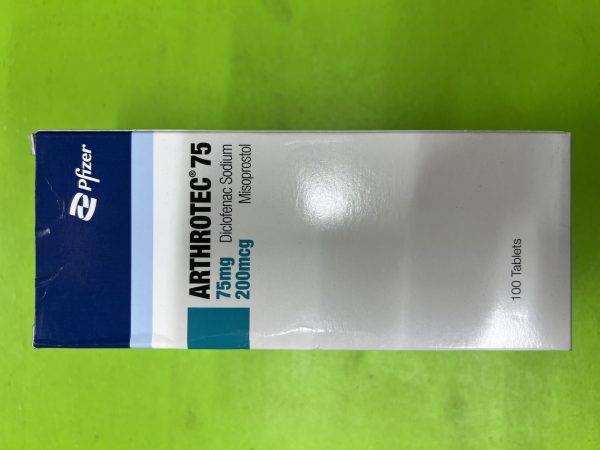 Pfizer
ARTHROTEC® 75
75mg Diclofenac Sodium
200mcg Misoprostol
100 Tablets